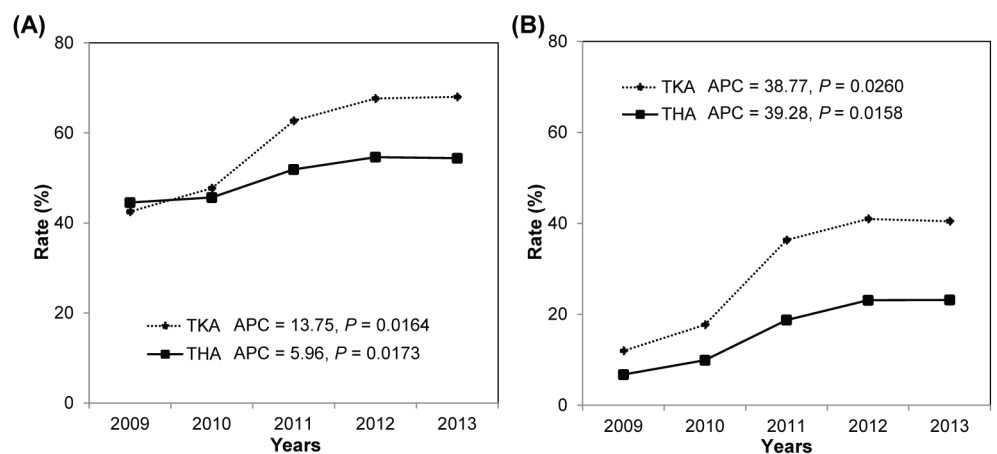 (A)
80
60
40
20
0
Rate (%)
TKA APC = 13.75, P = 0.0164
THA APC = 5.96, P = 0.0173
2009 2010 2011 2012 2013
Years
(B)
80
60
40
20
0
Rate (%)
TKA APC = 38.77, P = 0.0260
THA APC = 39.28, P = 0.0158
2009 2010 2011 2012 2013
Years